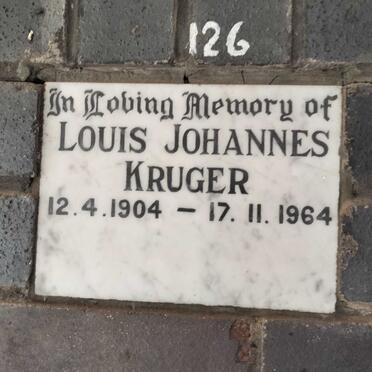 126
In Loving Memory of
LOUIS JOHANNES
KRUGER
12.4.1904 — 17.11.1964